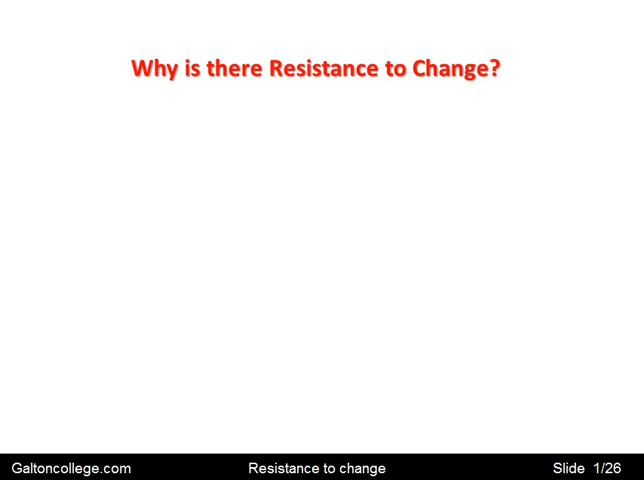 Why is there Resistance to Change?
Galtoncollege.com Resistance to change Slide 1/26